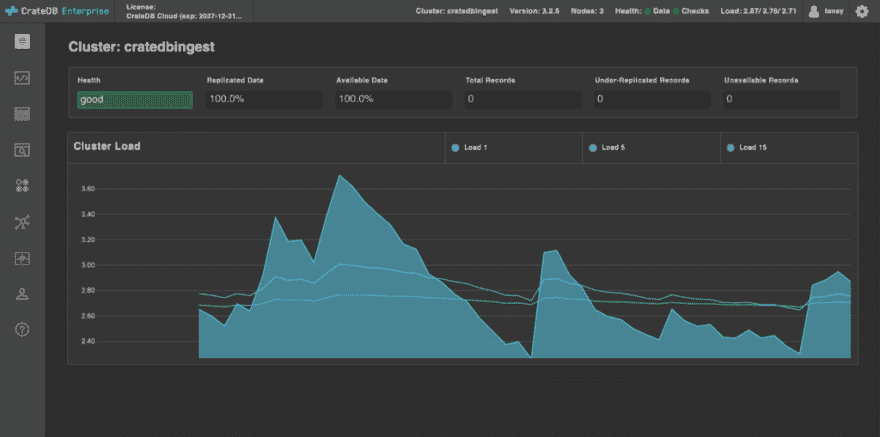 CrateDB Enterprise
License:
CrateDB Cloud (exp: 2037-12-31...
Cluster: cratedbingest
Version: 3.2.6
Nodes: 3
Health: Data Checks
Load: 2.87/ 2.76/ 2.71
Cluster: cratedbingest
Health
good
Replicated Data
100.0%
Available Data
100.0%
Total Records
0
Under-Replicated Records
0
Unavailable Records
0
Cluster Load
Load 1
Load 5
Load 15
3.60
3.40
3.20
3.00
2.80
2.60
2.40